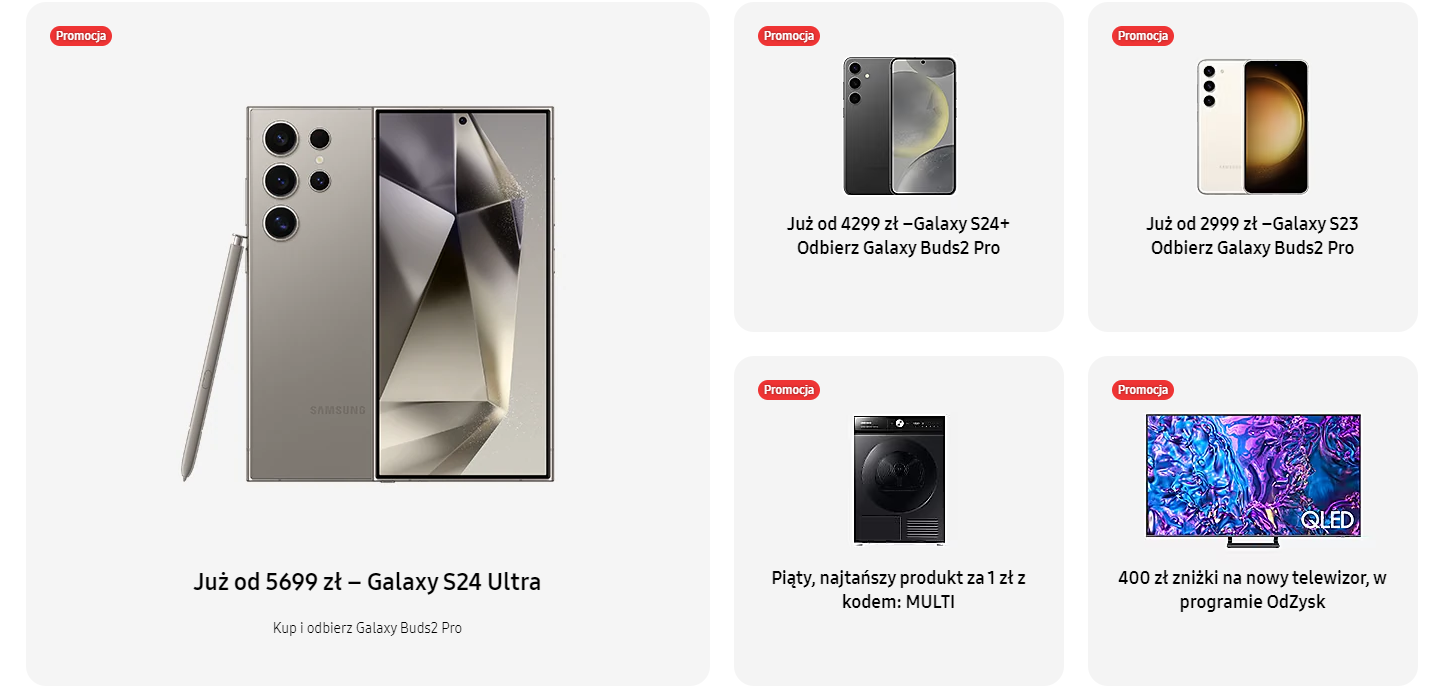 Promocja
SAMSUNG
Już od 5699 zł – Galaxy S24 Ultra
Kup i odbierz Galaxy Buds2 Pro
Promocja
Już od 4299 zł –Galaxy S24+
Odbierz Galaxy Buds2 Pro
Promocja
Już od 2999 zł –Galaxy S23
Odbierz Galaxy Buds2 Pro
Promocja
Piąty, najtańszy produkt za 1 zł z
kodem: MULTI
Promocja
QLED
400 zł zniżki na nowy telewizor, w
programie OdZysk